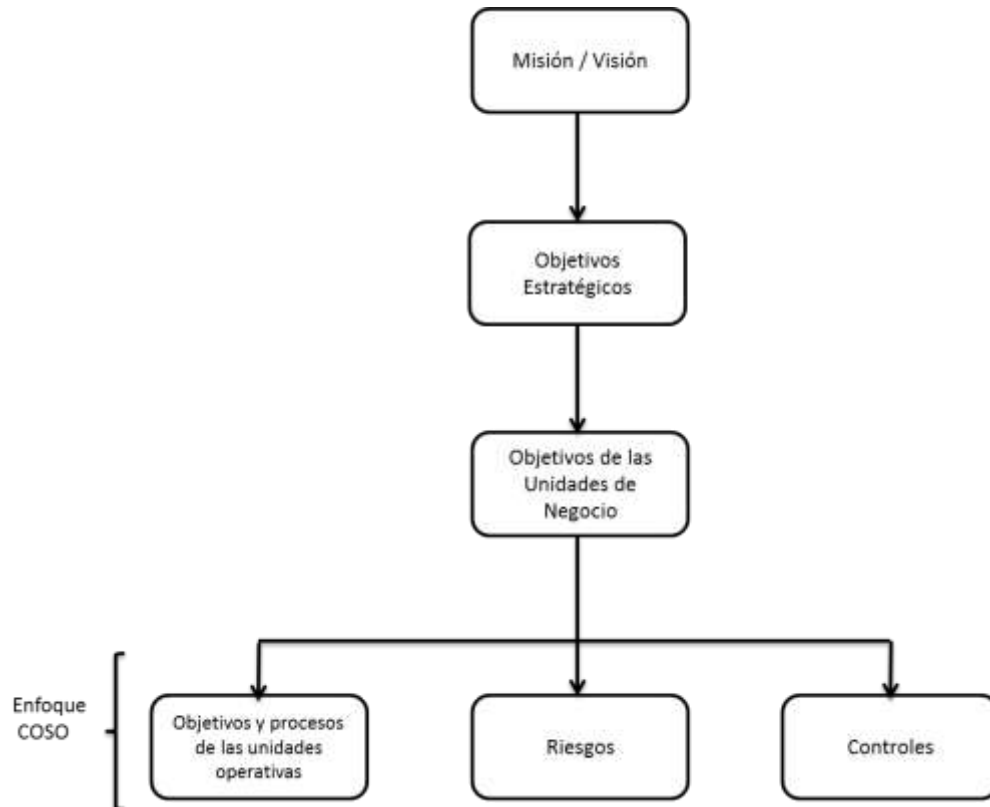 Misión / Visión
Objetivos
Estratégicos
Objetivos de las
Unidades de
Negocio
Enfoque
COSO
Objetivos y procesos
de las unidades
operativas
Riesgos
Controles